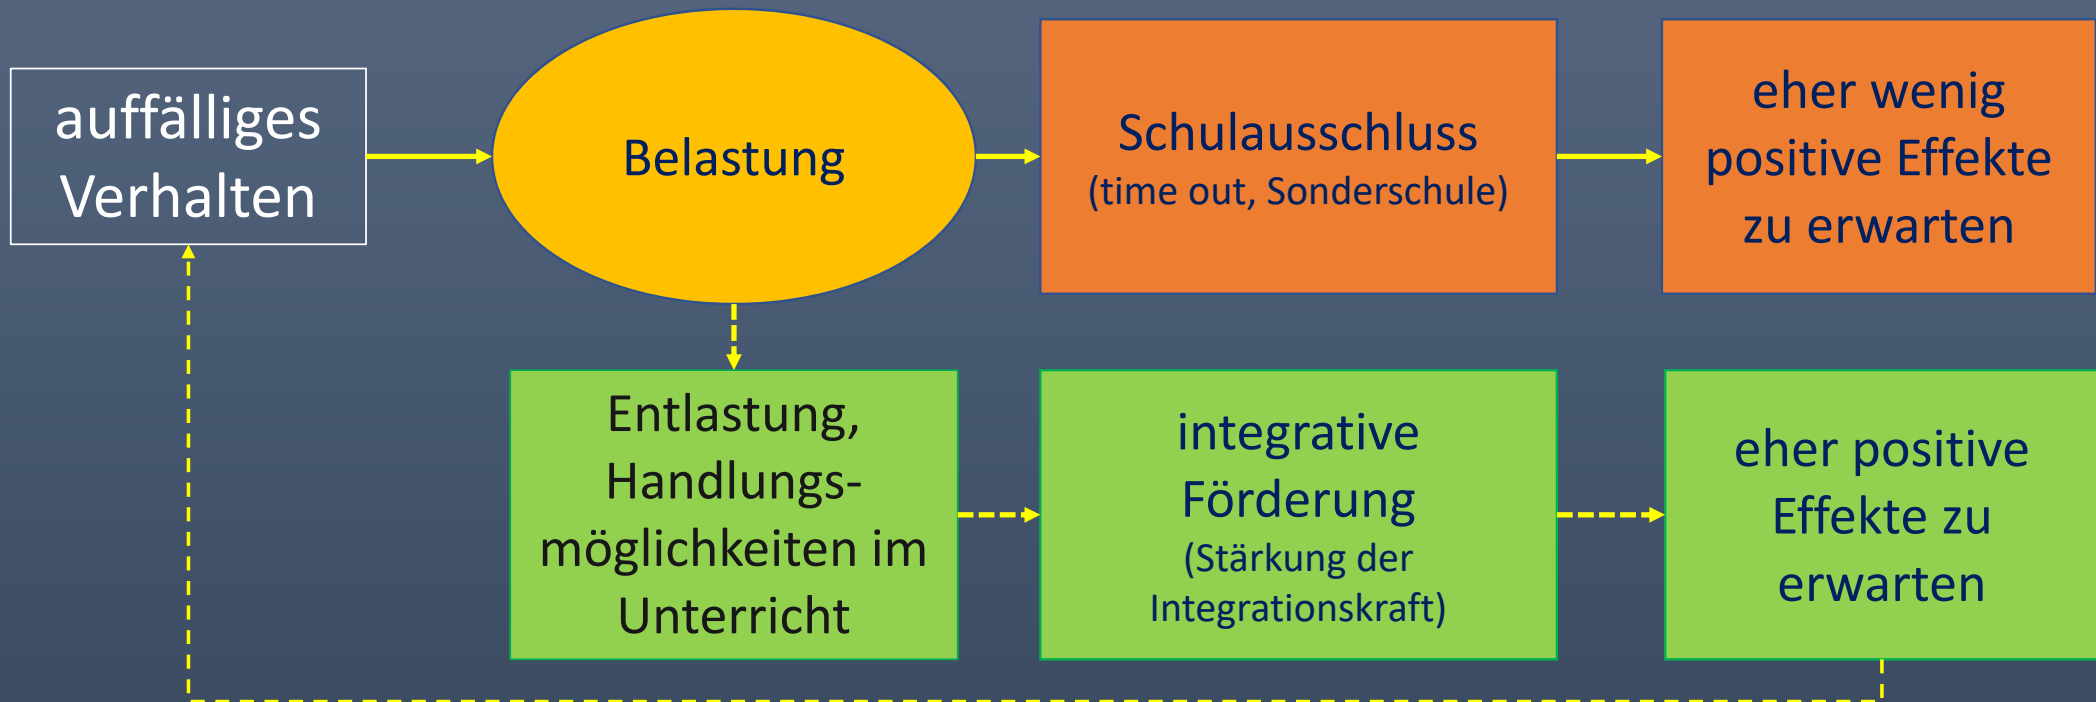 auffälliges
Verhalten
Belastung
Schulausschluss
(time out, Sonderschule)
eher wenig
positive Effekte
zu erwarten
Entlastung,
Handlungs-
möglichkeiten im
Unterricht
integrative
Förderung
(Stärkung der
Integrationskraft)
eher positive
Effekte zu
erwarten